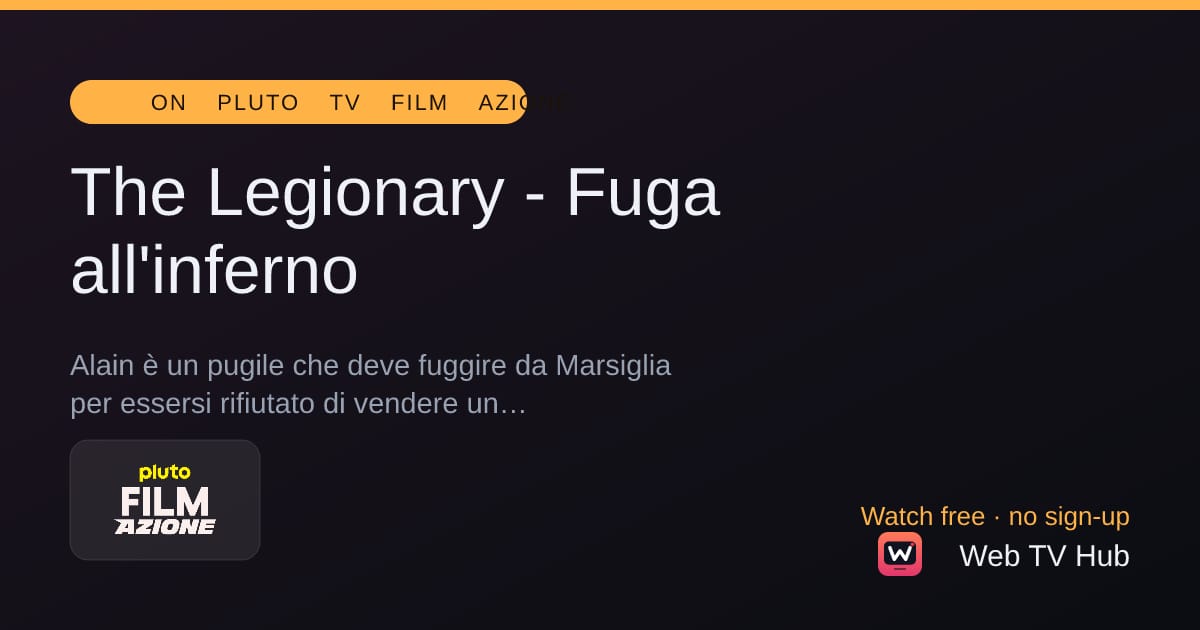 ON PLUTO TV FILM AZIONE
The Legionary - Fuga
all'inferno
Alain è un pugile che deve fuggire da Marsiglia
per essersi rifiutato di vendere un…
pluto
FILM
AZIONE
Watch free · no sign-up
W
Web TV Hub